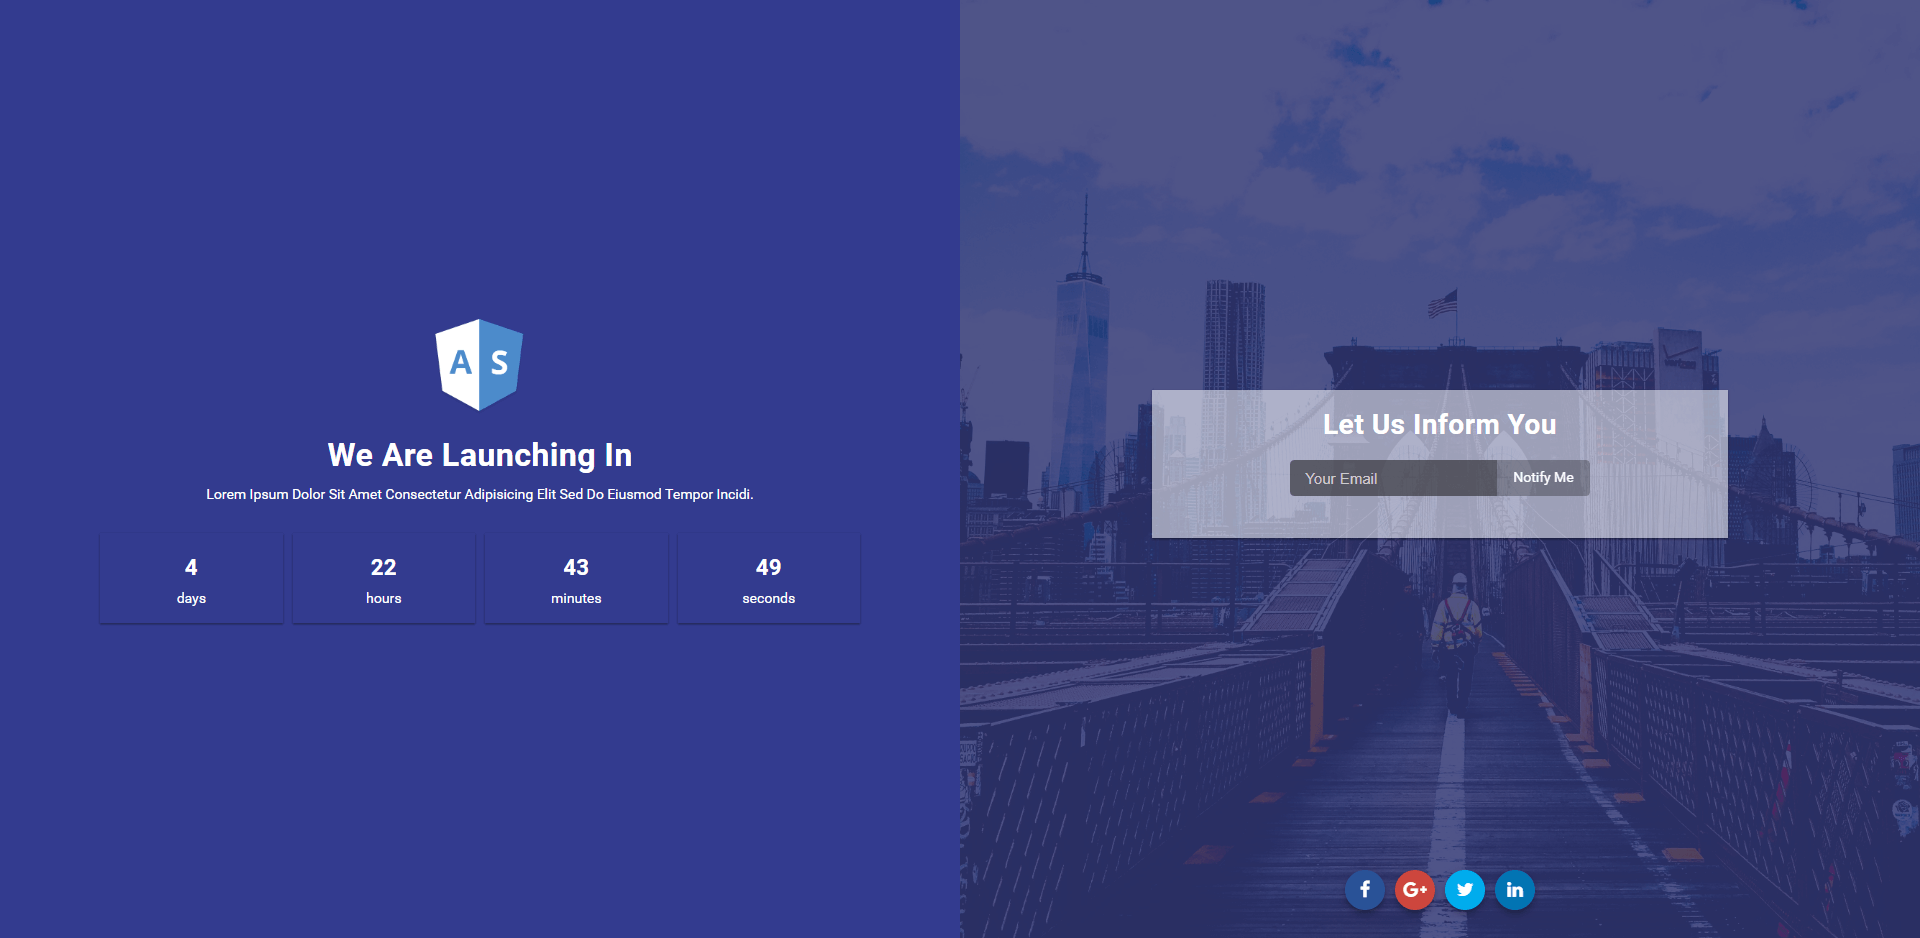 A S
We Are Launching In
Lorem Ipsum Dolor Sit Amet Consectetur Adipisicing Elit Sed Do Eiusmod Tempor Incidi.
4 22 43 49
days hours minutes seconds
Let Us Inform You
Your Email Notify Me
f G+ in